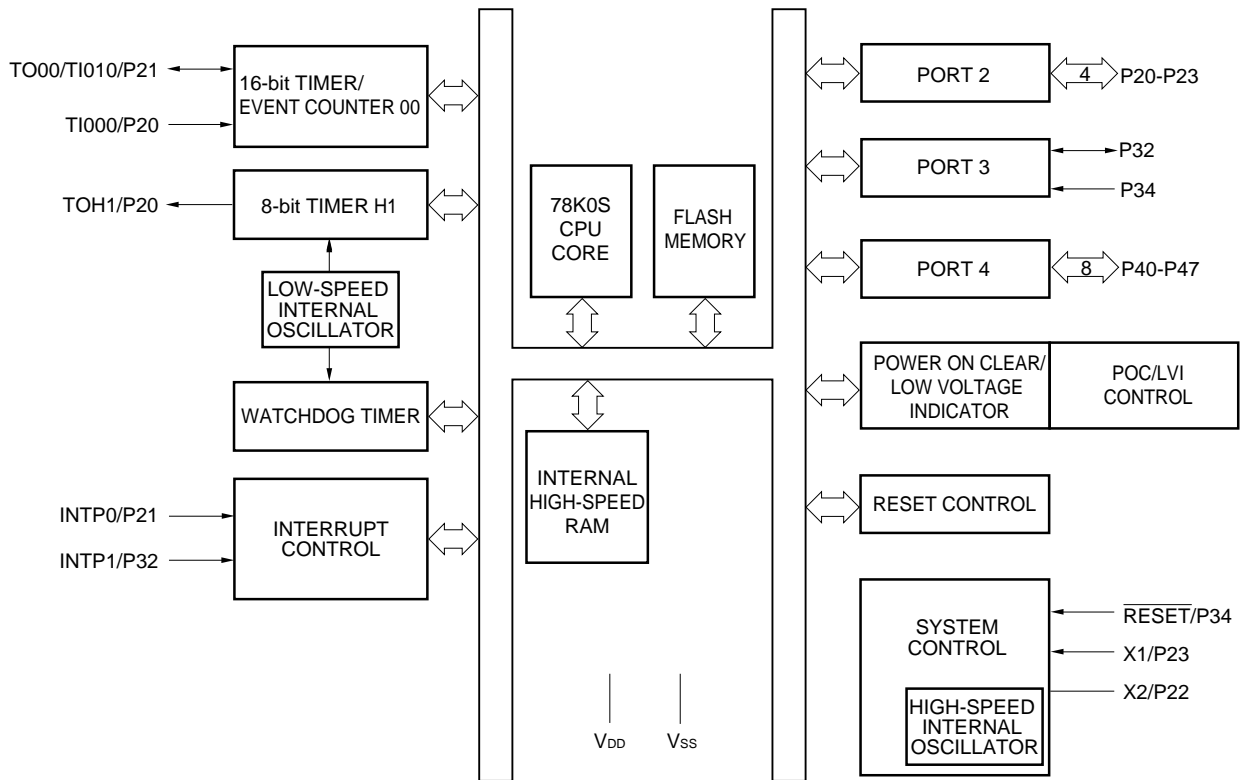 TO00/TI010/P21
TI000/P20
16-bit TIMER/
EVENT COUNTER 00
TOH1/P20
8-bit TIMER H1
LOW-SPEED
INTERNAL
OSCILLATOR
WATCHDOG TIMER
INTP0/P21
INTP1/P32
INTERRUPT
CONTROL
78K0S
CPU
CORE
FLASH
MEMORY
INTERNAL
HIGH-SPEED
RAM
VDD
VSS
PORT 2
4
P20-P23
PORT 3
P32
P34
PORT 4
8
P40-P47
POWER ON CLEAR/
LOW VOLTAGE
INDICATOR
POC/LVI
CONTROL
RESET CONTROL
SYSTEM
CONTROL
RESET/P34
X1/P23
X2/P22
HIGH-SPEED
INTERNAL
OSCILLATOR